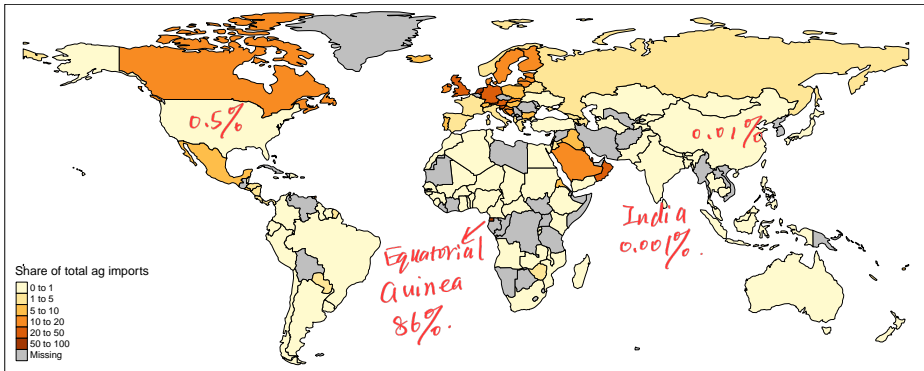 0.5%
0.01%
India
0.001%.
Equatorial
Guinea
86%.
Share of total ag imports
0 to 1
1 to 5
5 to 10
10 to 20
20 to 50
50 to 100
Missing